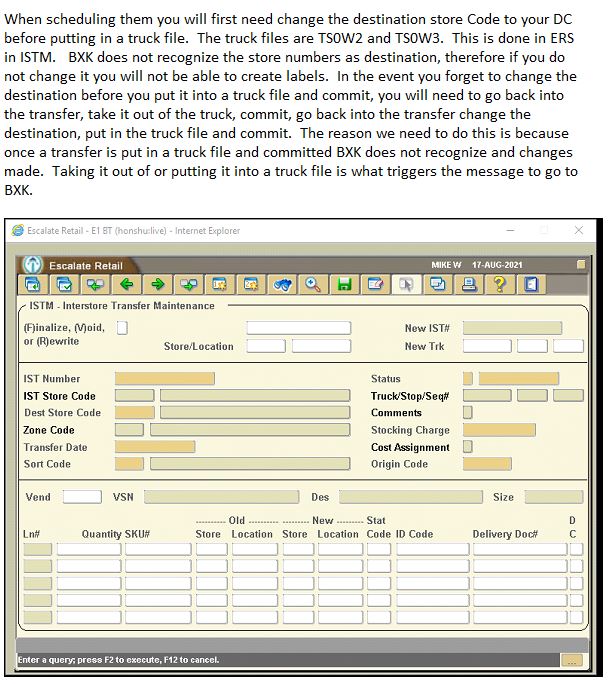 When scheduling them you will first need change the destination store Code to your DC
before putting in a truck file.  The truck files are TSOW2 and TSOW3.  This is done in ERS
in ISTM.   BXK does not recognize the store numbers as destination, therefore if you do
not change it you will not be able to create labels.  In the event you forget to change the
destination before you put it into a truck file and commit, you will need to go back into
the transfer, take it out of the truck, commit, go back into the transfer change the
destination, put in the truck file and commit.  The reason we need to do this is because
once a transfer is put in a truck file and committed BXK does not recognize and changes
made.  Taking it out of or putting it into a truck file is what triggers the message to go to
BXK.
Escalate Retail - E1 BT (honshu:live) - Internet Explorer
Escalate Retail MIKE W 17-AUG-2021
ISTM - Interstore Transfer Maintenance
(F)inalize, (V)oid, New IST#
or (R)ewrite Store/Location New Trk
IST Number Status
IST Store Code Truck/Stop/Seq#
Dest Store Code Comments
Zone Code Stocking Charge
Transfer Date Cost Assignment
Sort Code Origin Code
Vend VSN Des Size
---------- Old ---------- --------- New --------- Stat D
Ln# Quantity SKU# Store Location Store Location Code ID Code Delivery Doc# C
Enter a query; press F2 to execute, F12 to cancel. ...